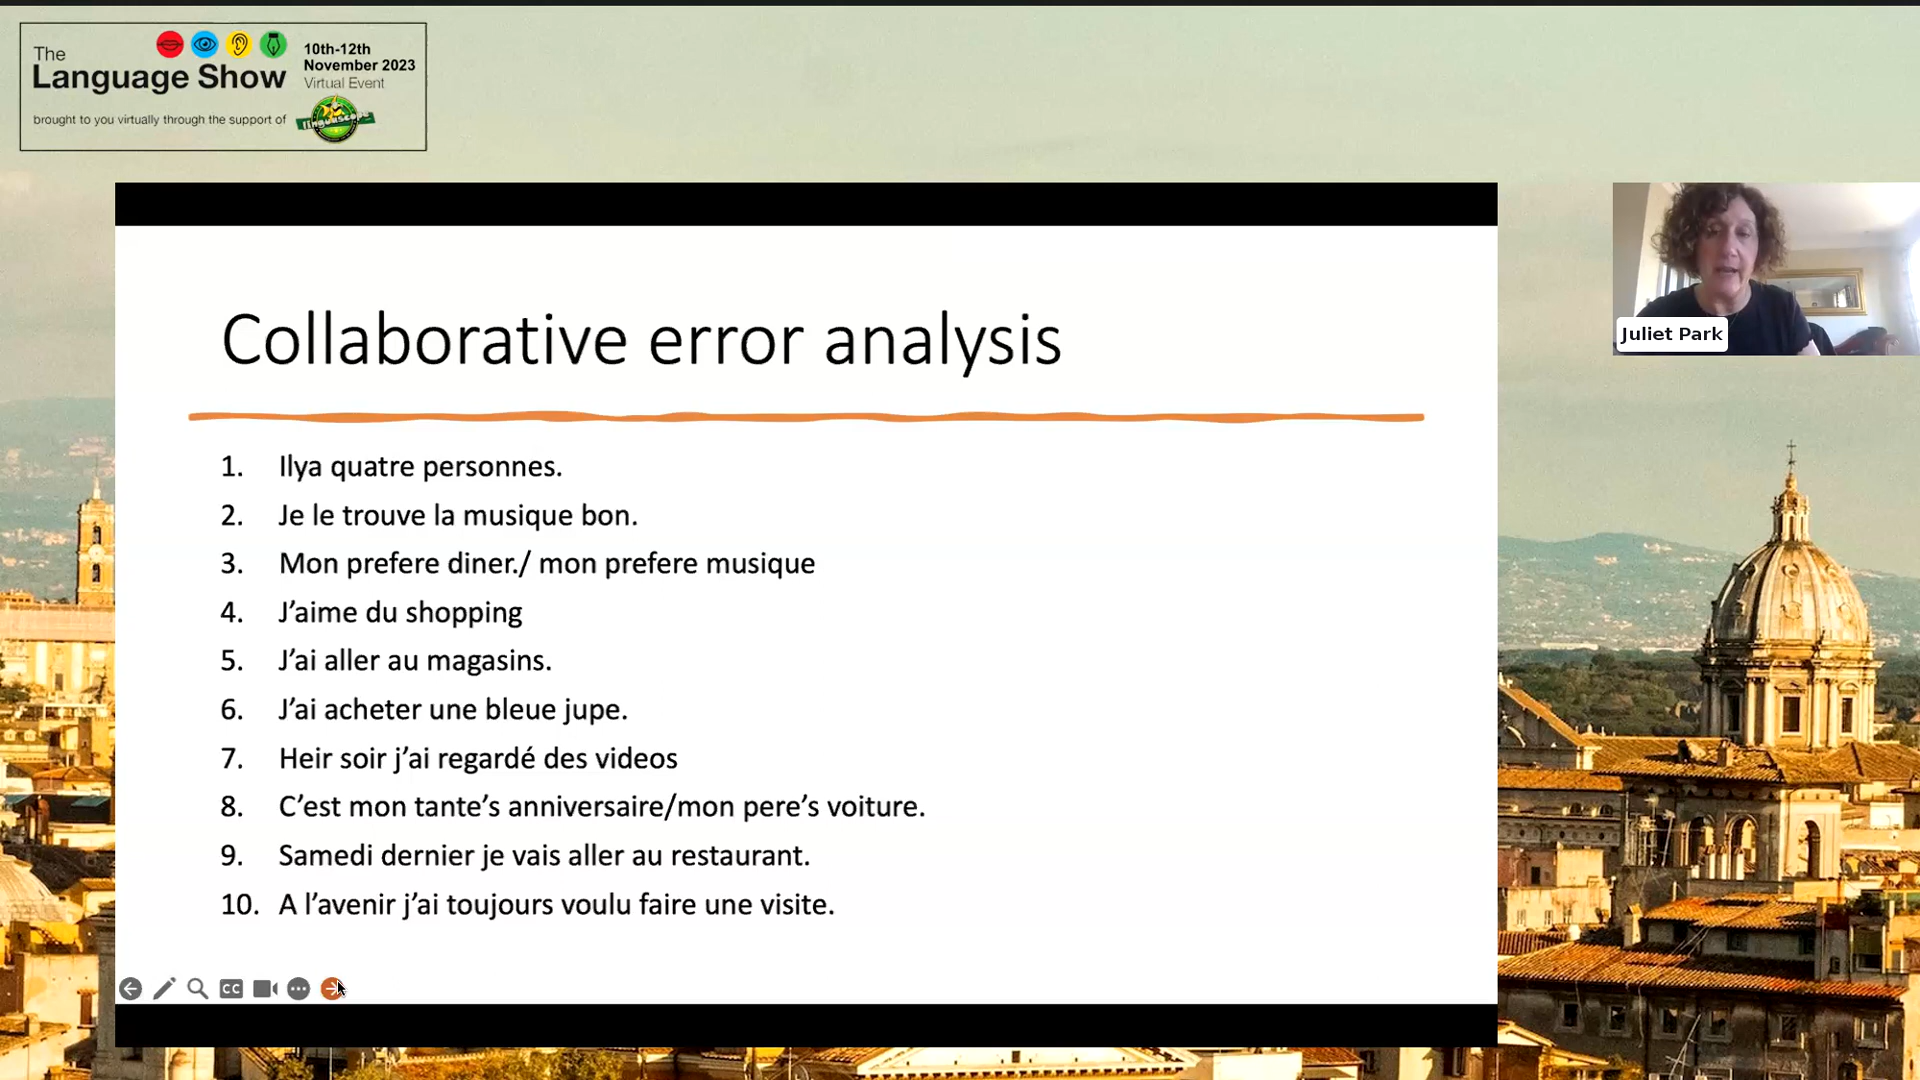 The
Language Show
10th-12th
November 2023
Virtual Event
brought to you virtually through the support of
linguascope
Juliet Park
Collaborative error analysis
1. Ilya quatre personnes.
2. Je le trouve la musique bon.
3. Mon prefere diner./ mon prefere musique
4. J’aime du shopping
5. J’ai aller au magasins.
6. J’ai acheter une bleue jupe.
7. Heir soir j’ai regardé des videos
8. C’est mon tante’s anniversaire/mon pere’s voiture.
9. Samedi dernier je vais aller au restaurant.
10. A l’avenir j’ai toujours voulu faire une visite.
CC